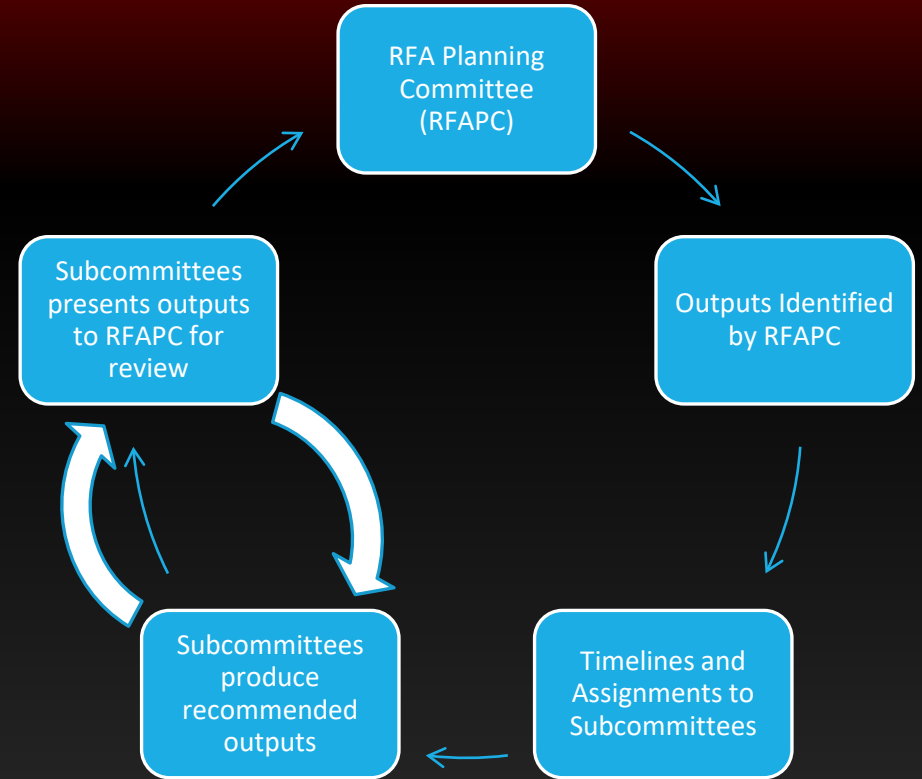 RFA Planning
Committee
(RFAPC)
Outputs Identified
by RFAPC
Timelines and
Assignments to
Subcommittees
Subcommittees
produce
recommended
outputs
Subcommittees
presents outputs
to RFAPC for
review